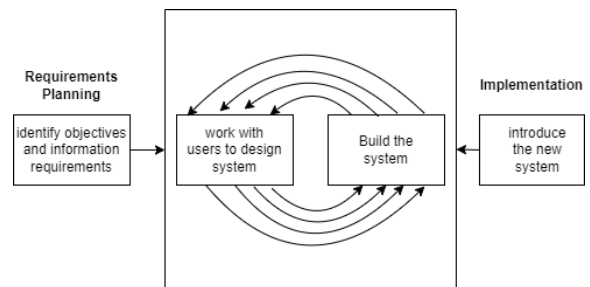 Requirements
Planning
identify objectives
and information
requirements
work with
users to design
system
Build the
system
Implementation
introduce
the new
system